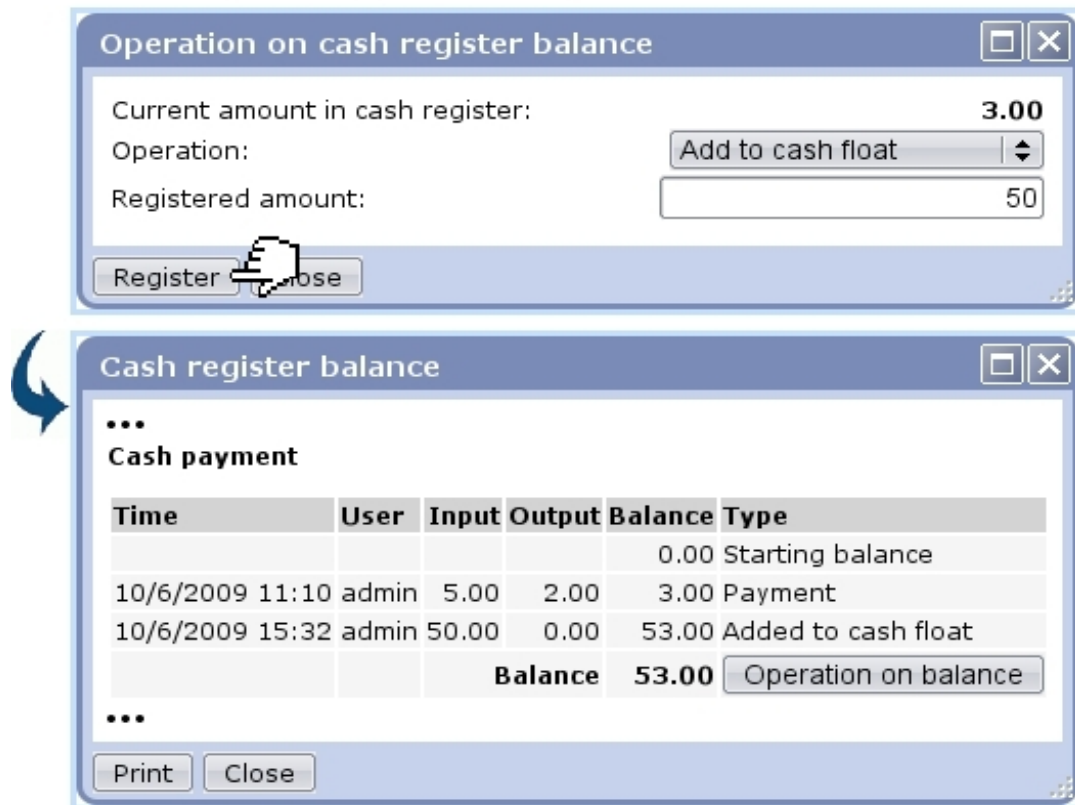 Operation on cash register balance
Current amount in cash register: 3.00
Operation: Add to cash float
Registered amount: 50
Register
Cash register balance
•••
Cash payment
Time User Input Output Balance Type
0.00 Starting balance
10/6/2009 11:10 admin 5.00 2.00 3.00 Payment
10/6/2009 15:32 admin 50.00 0.00 53.00 Added to cash float
Balance 53.00 Operation on balance
•••
Print Close